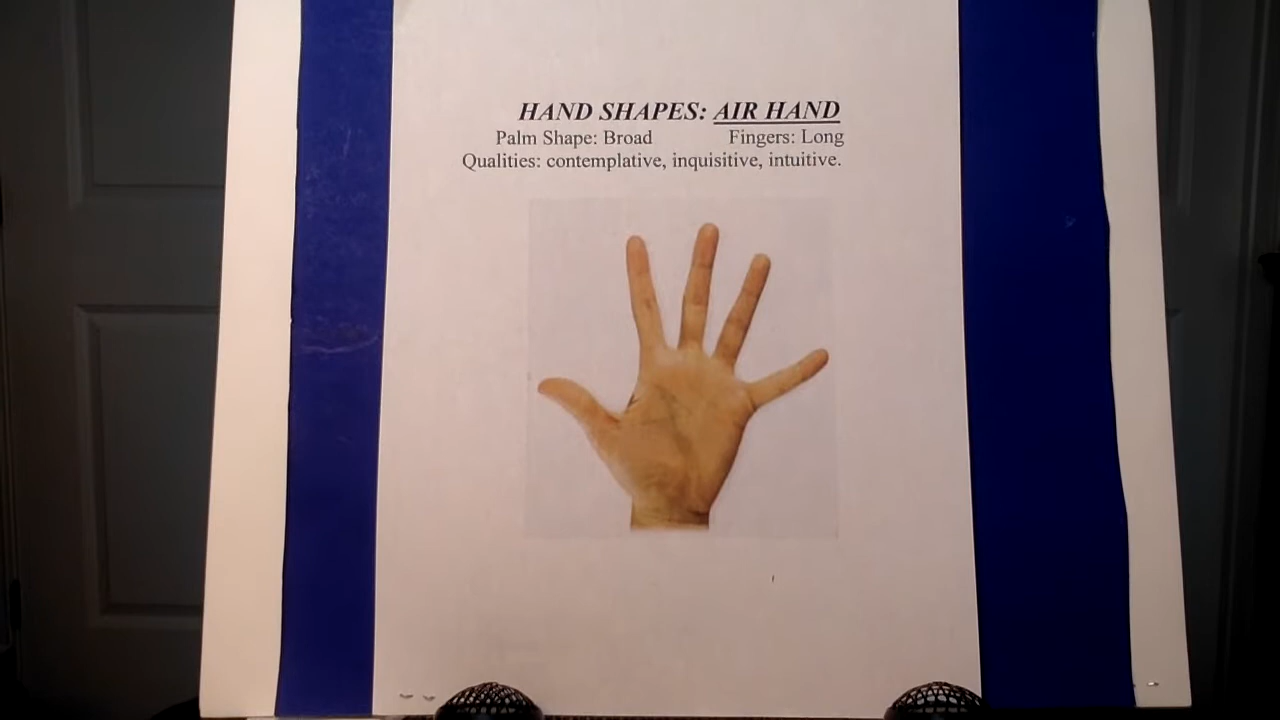 HAND SHAPES: AIR HAND
Palm Shape: Broad Fingers: Long
Qualities: contemplative, inquisitive, intuitive.